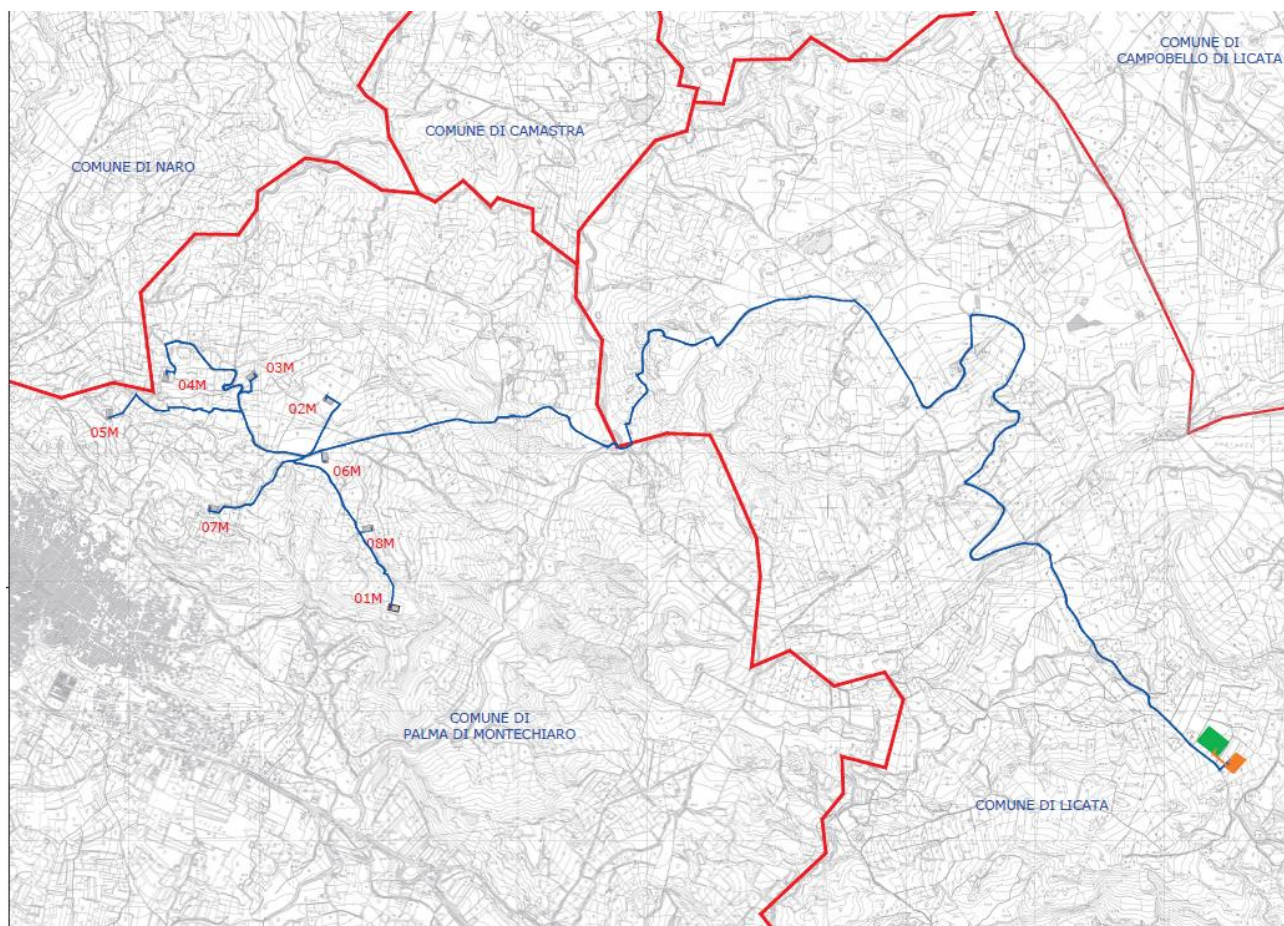 COMUNE DI
CAMPOBELLO DI LICATA
COMUNE DI CAMASTRA
COMUNE DI NARO
03M
04M
02M
05M
06M
07M
08M
01M
COMUNE DI
PALMA DI MONTECHIARO
COMUNE DI LICATA